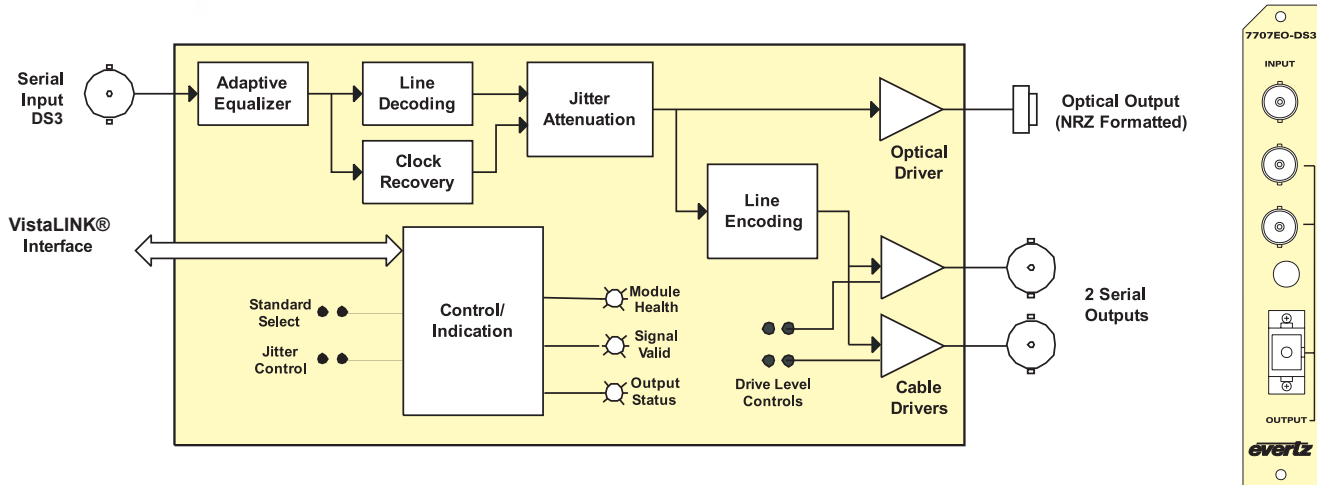 Serial
Input
DS3
Adaptive
Equalizer
Line
Decoding
Clock
Recovery
Jitter
Attenuation
Optical
Driver
Optical Output
(NRZ Formatted)
Line
Encoding
VistaLINK®
Interface
Standard
Select
Jitter
Control
Control/
Indication
Module
Health
Signal
Valid
Output
Status
Drive Level
Controls
Cable
Drivers
2 Serial
Outputs
7707EO-DS3
INPUT
OUTPUT
evertz